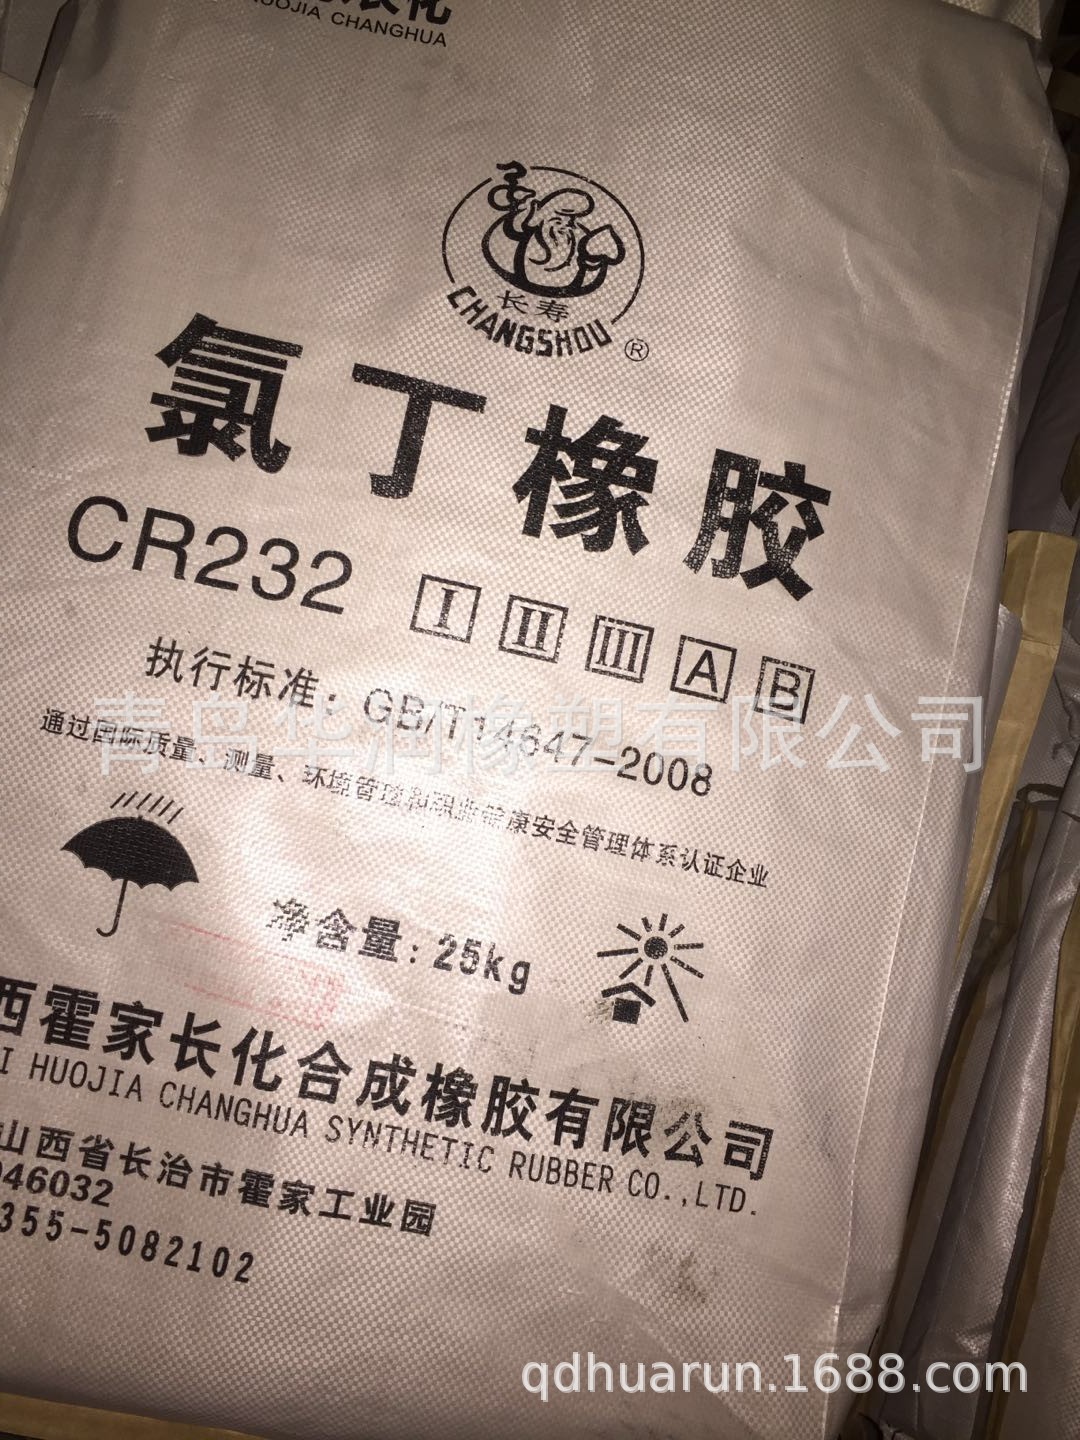 长化
HUOJIA CHANGHUA
长寿
CHANGSHOU
®
氯丁橡胶
CR232 I II III A B
执行标准: GB/T14647-2008
青岛华润橡塑有限公司
通过国际质量、测量、环境管理和职业健康安全管理体系认证企业
净含量: 25kg
西霍家长化合成橡胶有限公司
I HUOJIA CHANGHUA SYNTHETIC RUBBER CO.,LTD.
山西省长治市霍家工业园
046032
355-5082102
qdhuarun.1688.com